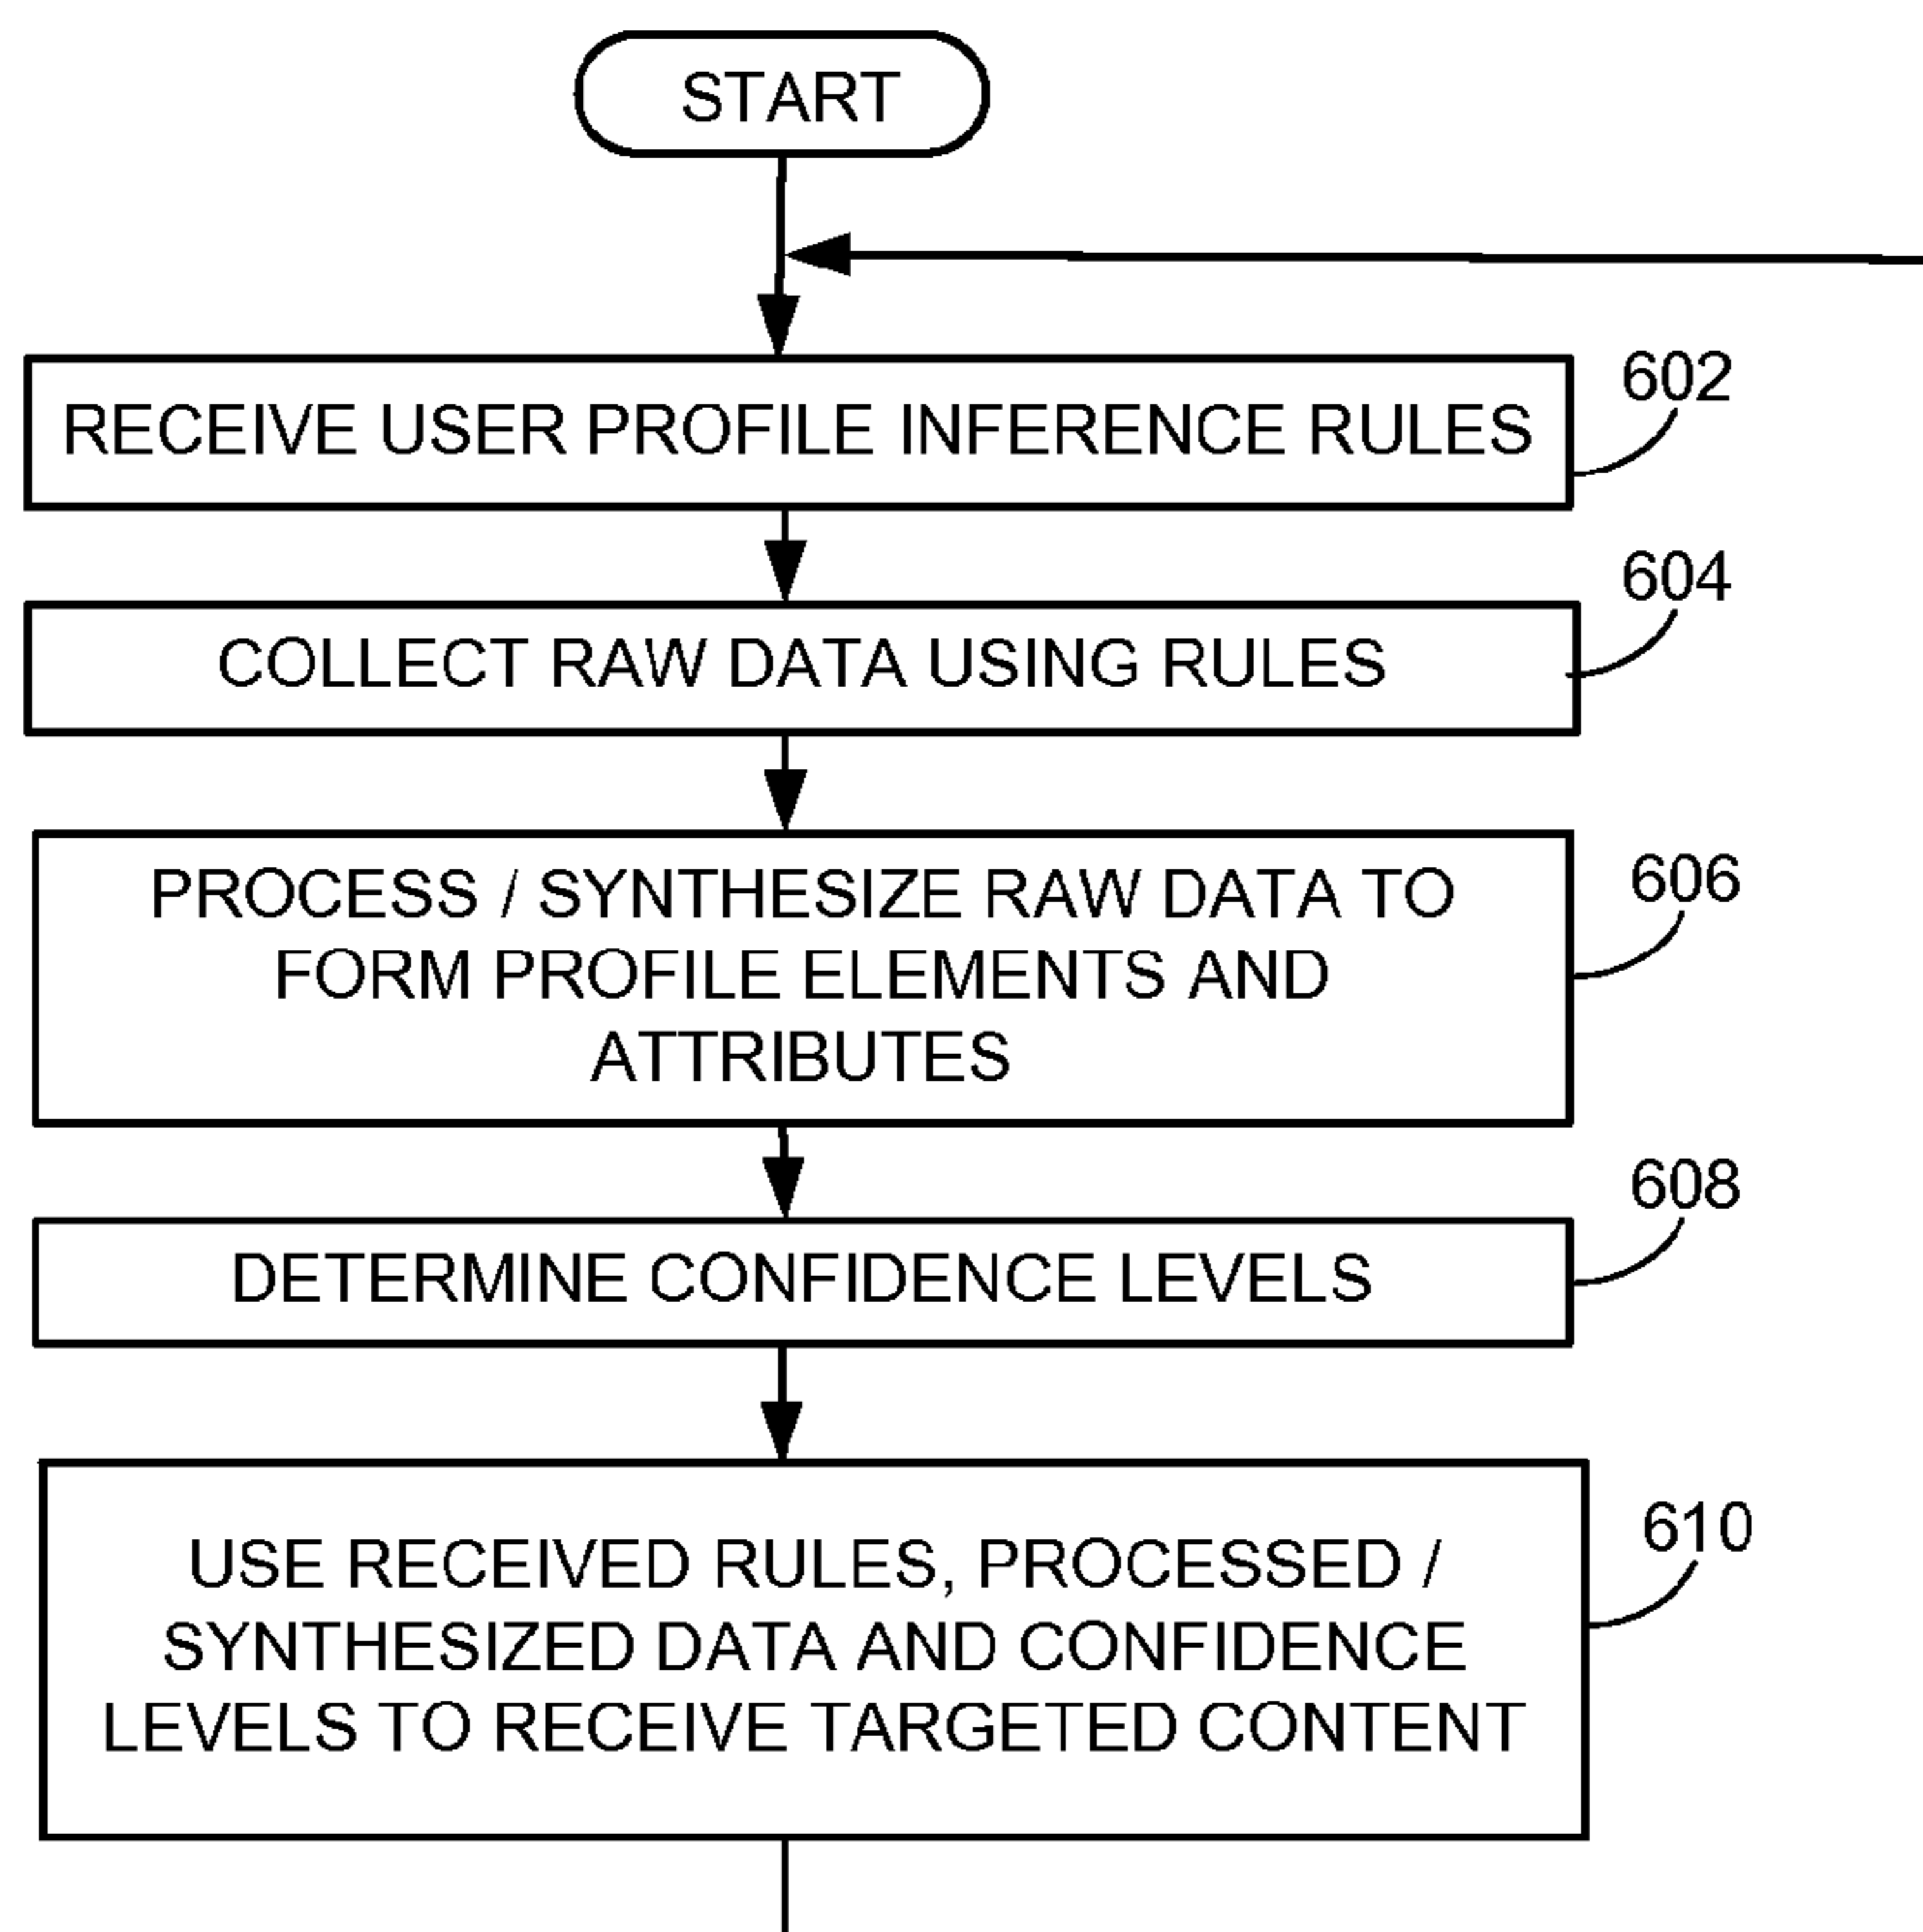 START
RECEIVE USER PROFILE INFERENCE RULES
602
COLLECT RAW DATA USING RULES
604
PROCESS / SYNTHESIZE RAW DATA TO
FORM PROFILE ELEMENTS AND
ATTRIBUTES
606
DETERMINE CONFIDENCE LEVELS
608
USE RECEIVED RULES, PROCESSED /
SYNTHESIZED DATA AND CONFIDENCE
LEVELS TO RECEIVE TARGETED CONTENT
610